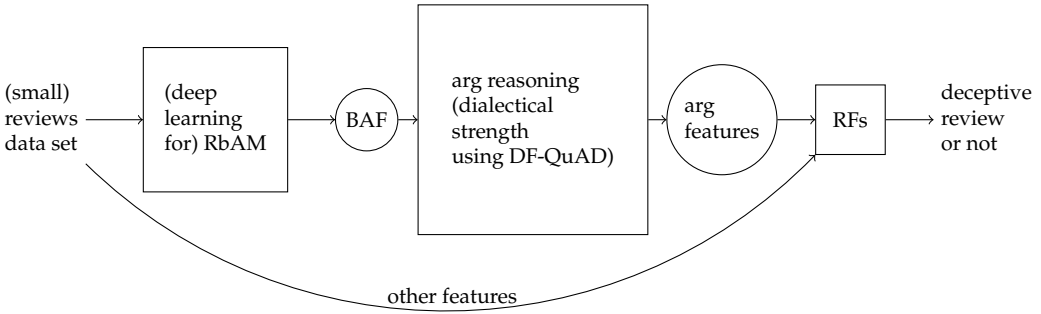 (small)
reviews
data set
(deep
learning
for) RbAM
BAF
arg reasoning
(dialectical
strength
using DF-QuAD)
arg
features
RFs
deceptive
review
or not
other features